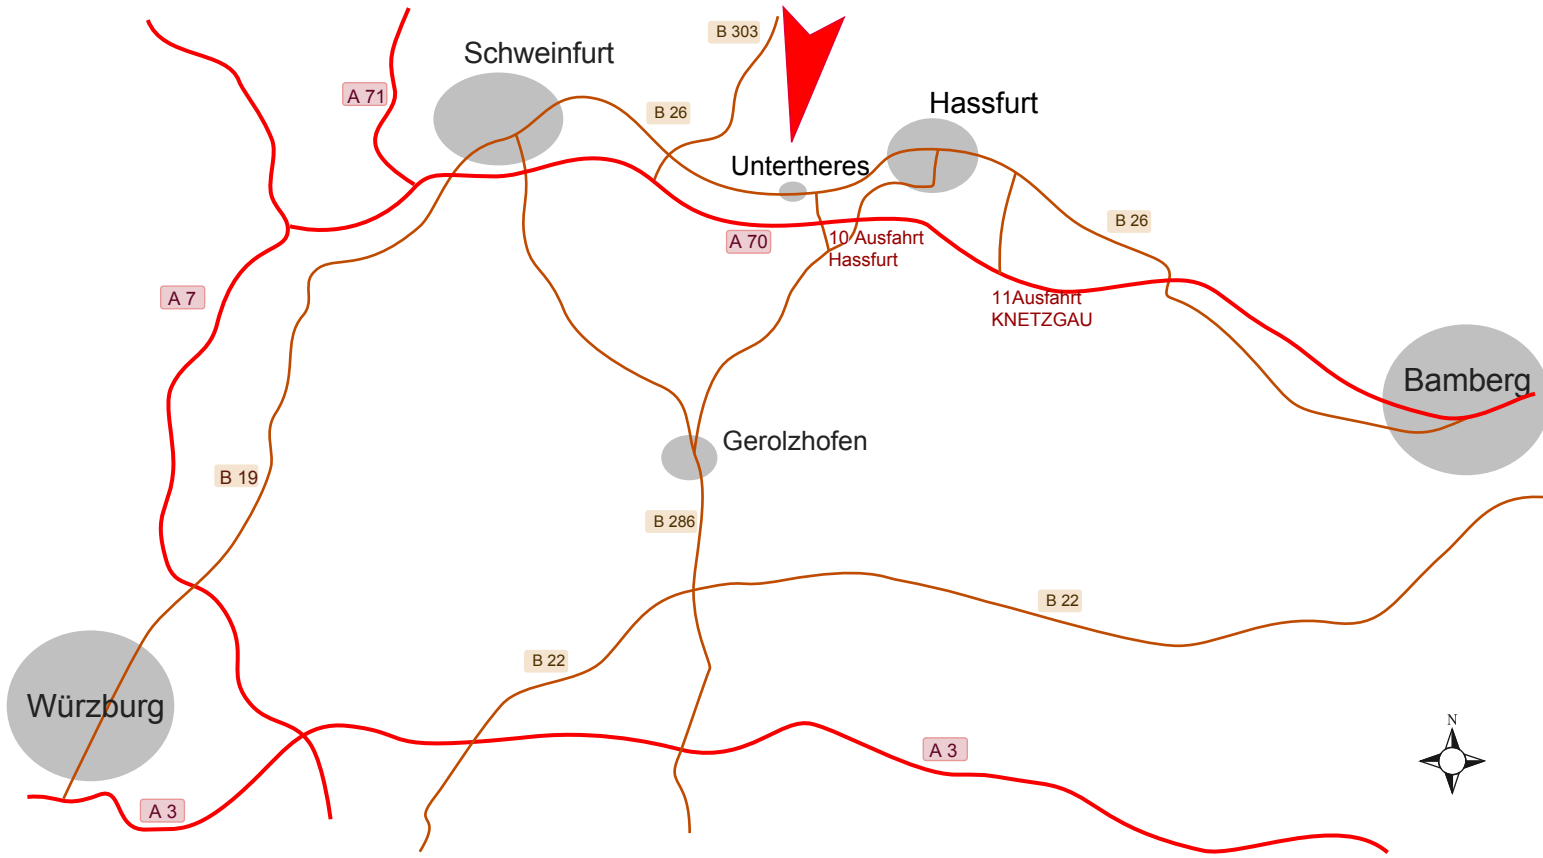 B 303
Schweinfurt
A 71
Hassfurt
B 26
Untertheres
B 26
A 70
10 Ausfahrt
Hassfurt
A 7
11Ausfahrt
KNETZGAU
Bamberg
Gerolzhofen
B 19
B 286
B 22
B 22
Würzburg
N
A 3
A 3